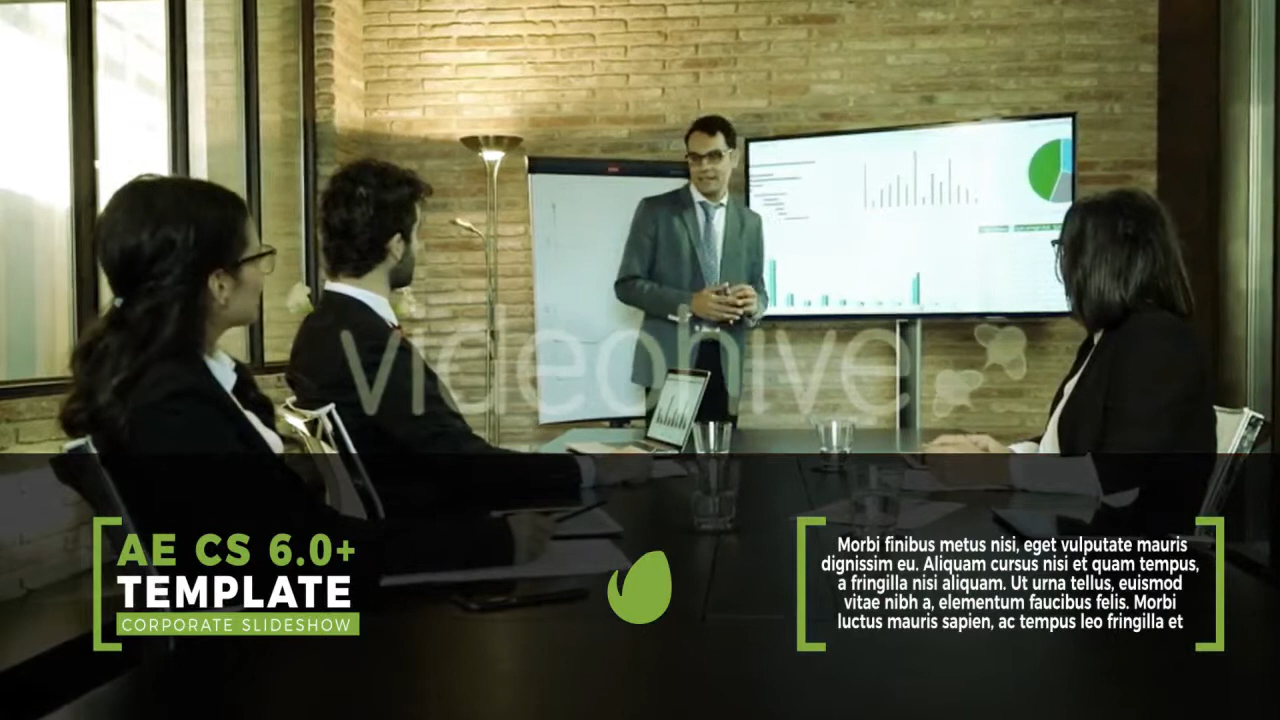 videohive
AE CS 6.0+
TEMPLATE
CORPORATE SLIDESHOW
Morbi finibus metus nisi, eget vulputate mauris
dignissim eu. Aliquam cursus nisi et quam tempus,
a fringilla nisi aliquam. Ut urna tellus, euismod
vitae nibh a, elementum faucibus felis. Morbi
luctus mauris sapien, ac tempus leo fringilla et